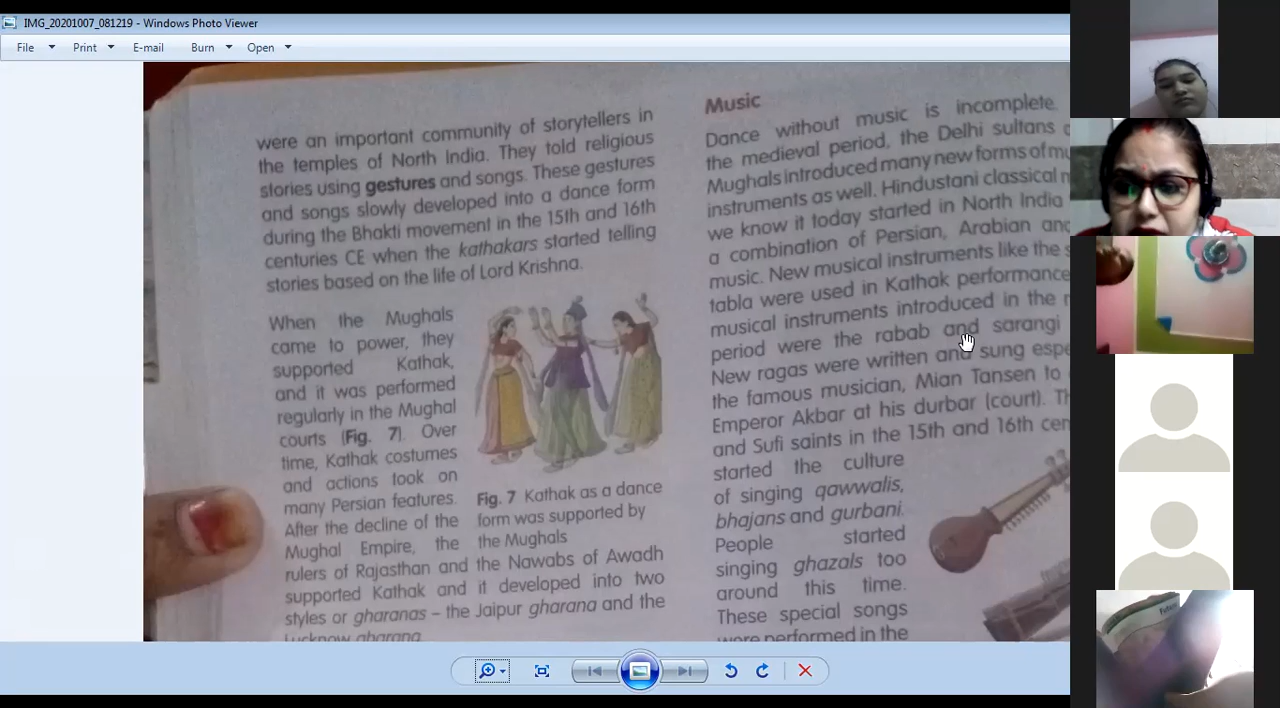 IMG_20201007_081219 - Windows Photo Viewer
File Print E-mail Burn Open
were an important community of storytellers in
the temples of North India. They told religious
stories using gestures and songs. These gestures
and songs slowly developed into a dance form
during the Bhakti movement in the 15th and 16th
centuries CE when the kathakars started telling
stories based on the life of Lord Krishna.
When the Mughals
came to power, they
supported Kathak,
and it was performed
regularly in the Mughal
courts (Fig. 7). Over
time, Kathak costumes
and actions took on
many Persian features.
After the decline of the
Mughal Empire, the
rulers of Rajasthan and the Nawabs of Awadh
supported Kathak and it developed into two
styles or gharanas – the Jaipur gharana and the
Lucknow gharana.
Fig. 7 Kathak as a dance
form was supported by
the Mughals
Music
Dance without music is incomplete.
the medieval period, the Delhi sultans
Mughals introduced many new forms of
instruments as well. Hindustani classical
we know it today started in North India
a combination of Persian, Arabian
music. New musical instruments like the
tabla were used in Kathak performance
musical instruments introduced in the
period were the rabab and sarangi
New ragas were written and sung
the famous musician, Mian Tansen to
Emperor Akbar at his durbar (court).
and Sufi saints in the 15th and 16th
started the culture
of singing qawwalis,
bhajans and gurbani.
People started
singing ghazals too
around this time.
These special songs
were performed in the